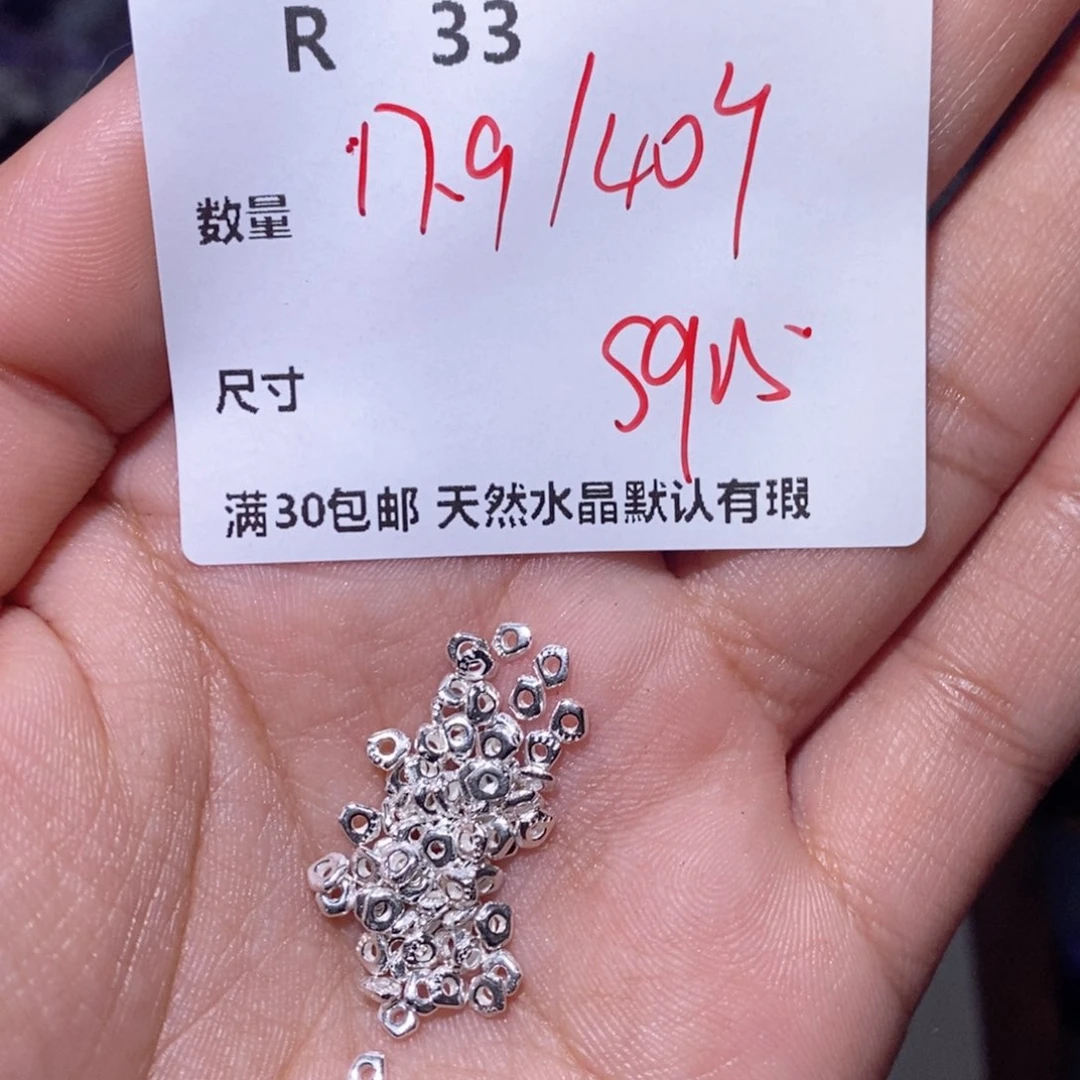 R 33
17.9/40个
数量
S925
尺寸
满30包邮 天然水晶默认有瑕